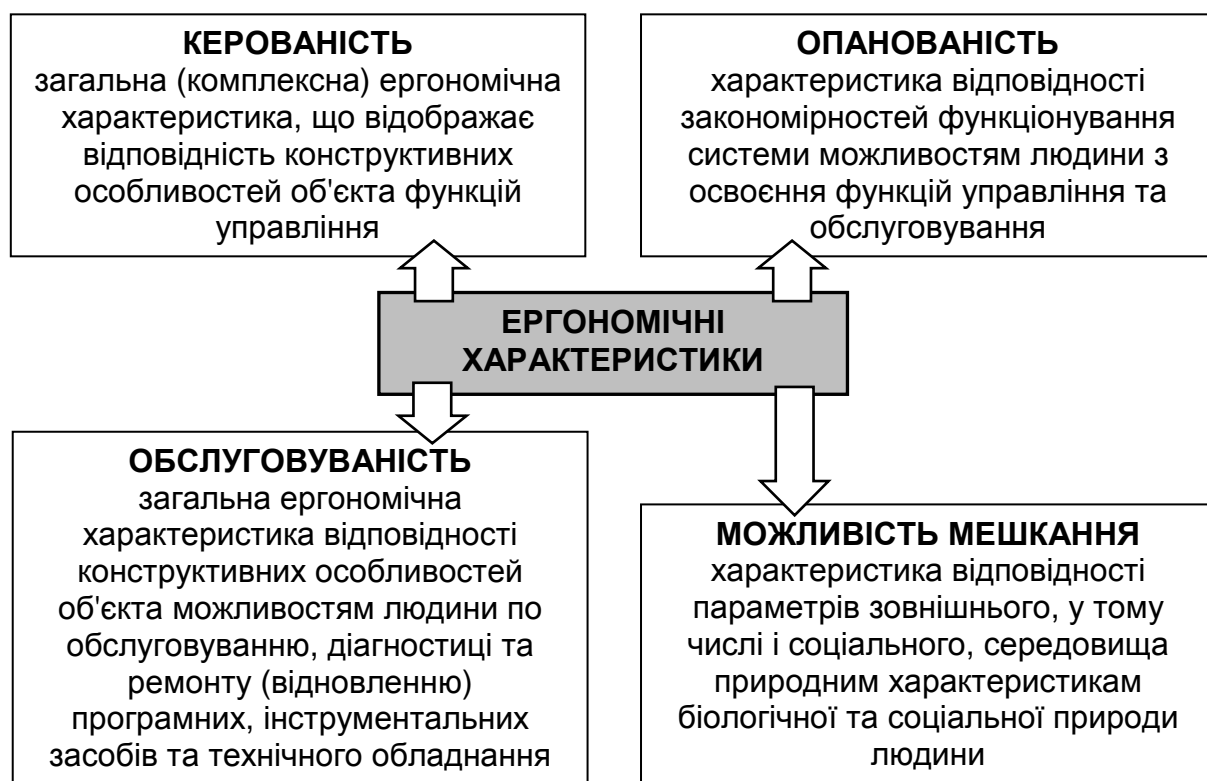 КЕРОВАНІСТЬ
загальна (комплексна) ергономічна
характеристика, що відображає
відповідність конструктивних
особливостей об'єкта функцій
управління
ОПАНОВАНІСТЬ
характеристика відповідності
закономірностей функціонування
системи можливостям людини з
освоєння функцій управління та
обслуговування
ЕРГОНОМІЧНІ
ХАРАКТЕРИСТИКИ
ОБСЛУГОВУВАНІСТЬ
загальна ергономічна
характеристика відповідності
конструктивних особливостей
об'єкта можливостям людини по
обслуговуванню, діагностиці та
ремонту (відновленню)
програмних, інструментальних
засобів та технічного обладнання
МОЖЛИВІСТЬ МЕШКАННЯ
характеристика відповідності
параметрів зовнішнього, у тому
числі і соціального, середовища
природним характеристикам
біологічної та соціальної природи
людини